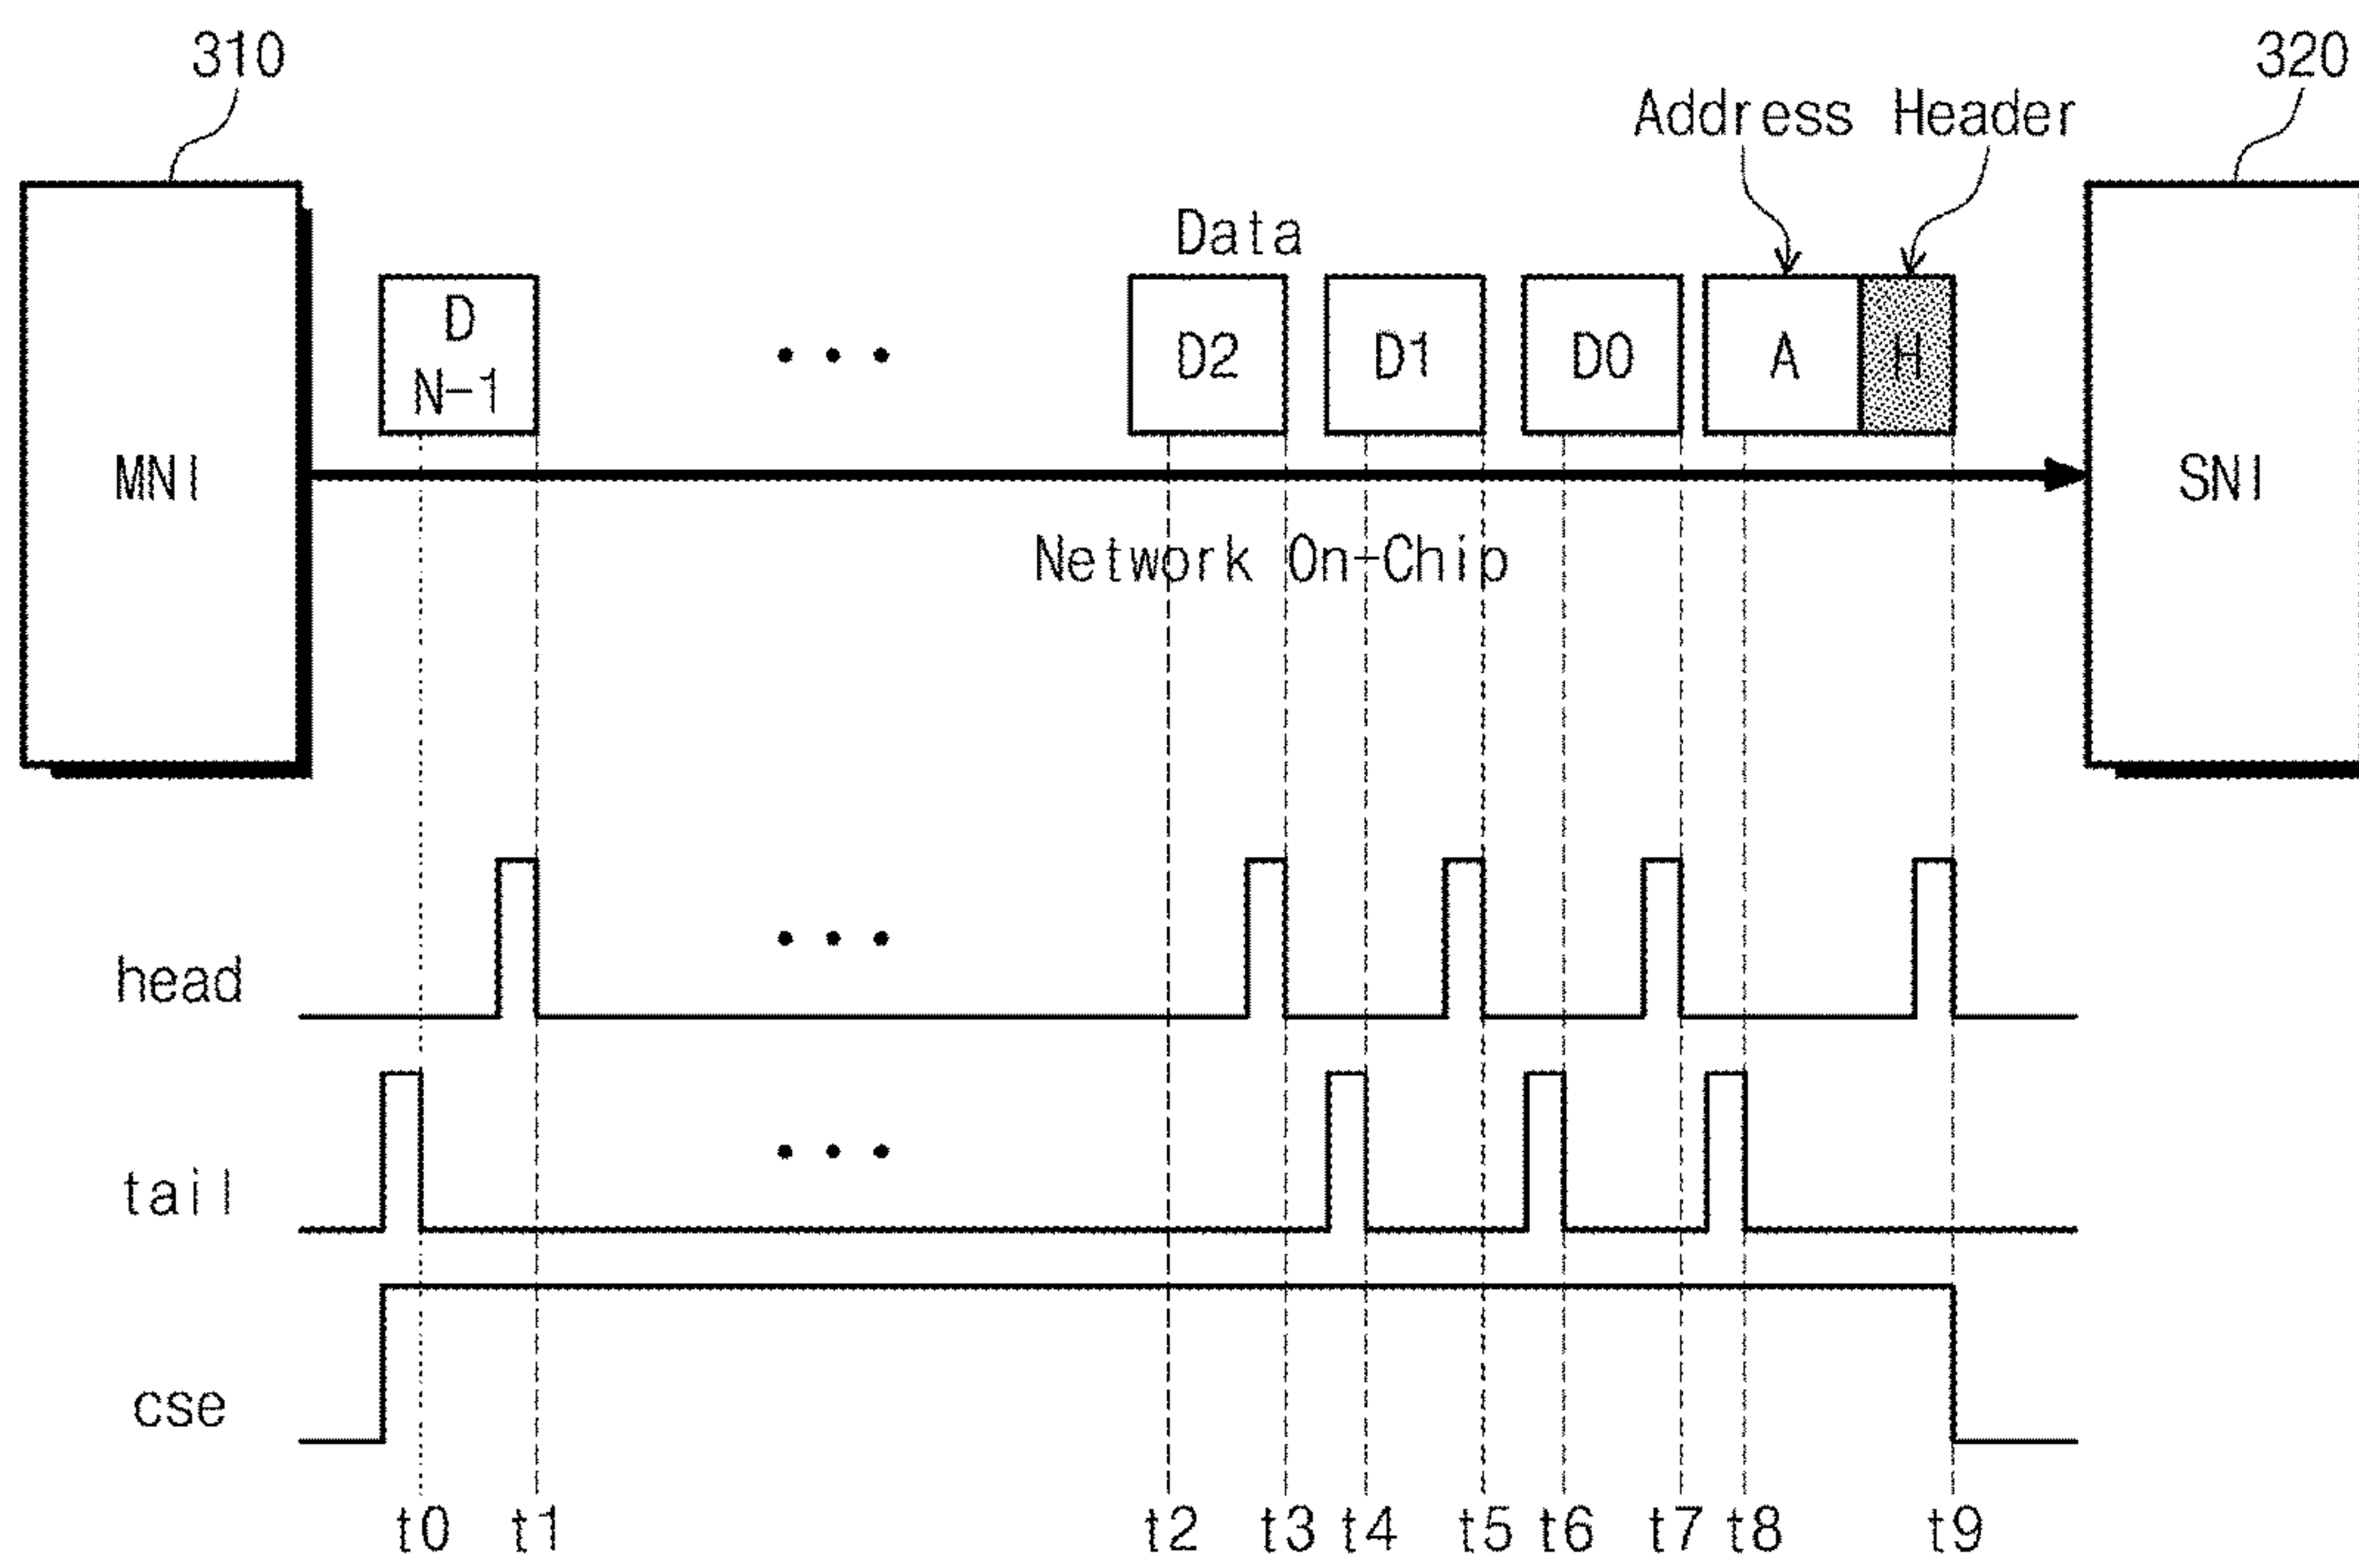 310
320
Address Header
Data
D
N-1
D2
D1
D0
A
H
MNI
SNI
Network On-Chip
head
tail
cse
t0 t1 t2 t3 t4 t5 t6 t7 t8 t9